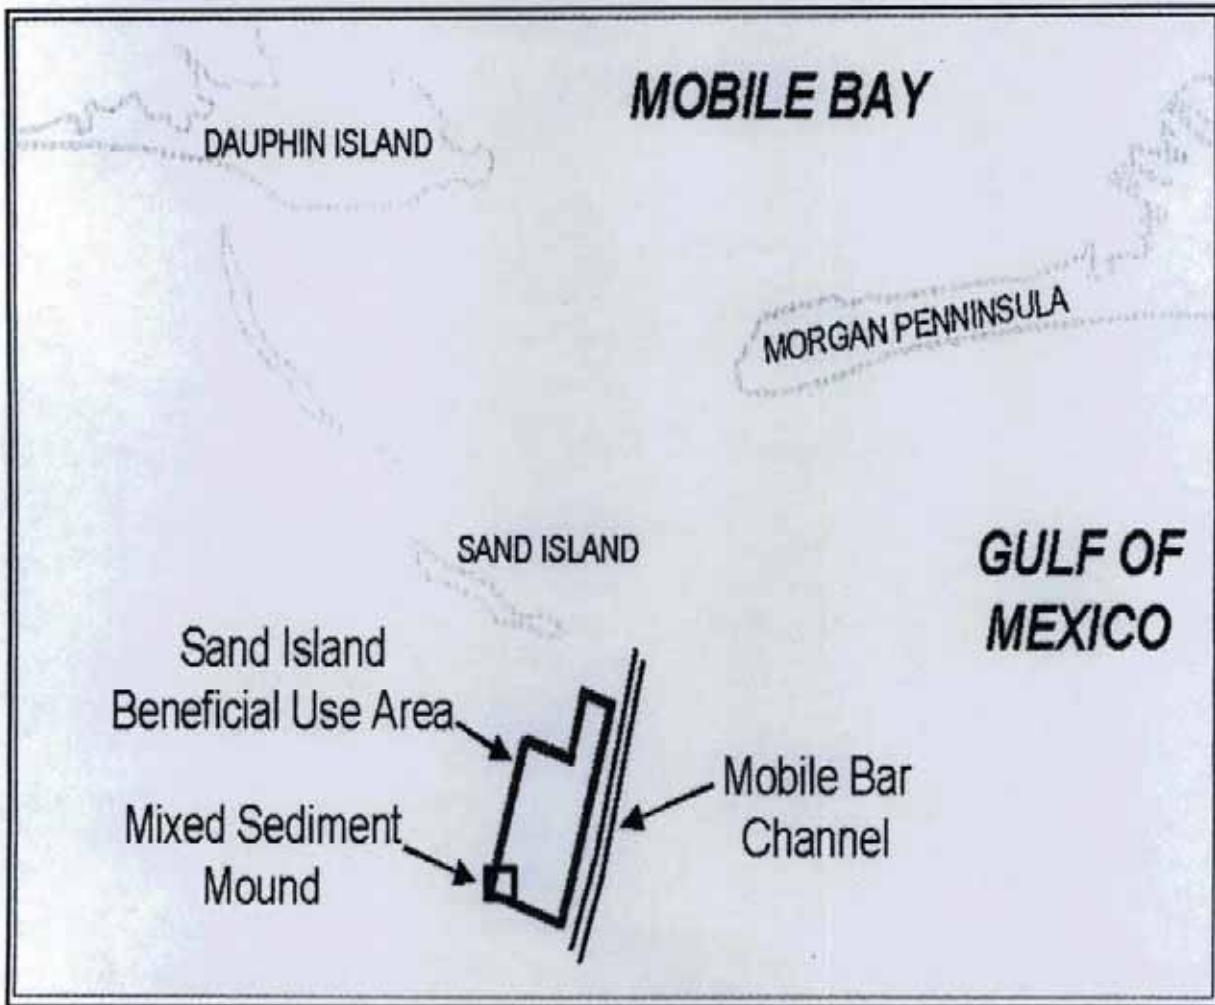 MOBILE BAY
DAUPHIN ISLAND
MORGAN PENNINSULA
SAND ISLAND
GULF OF
MEXICO
Sand Island
Beneficial Use Area
Mixed Sediment
Mound
Mobile Bar
Channel